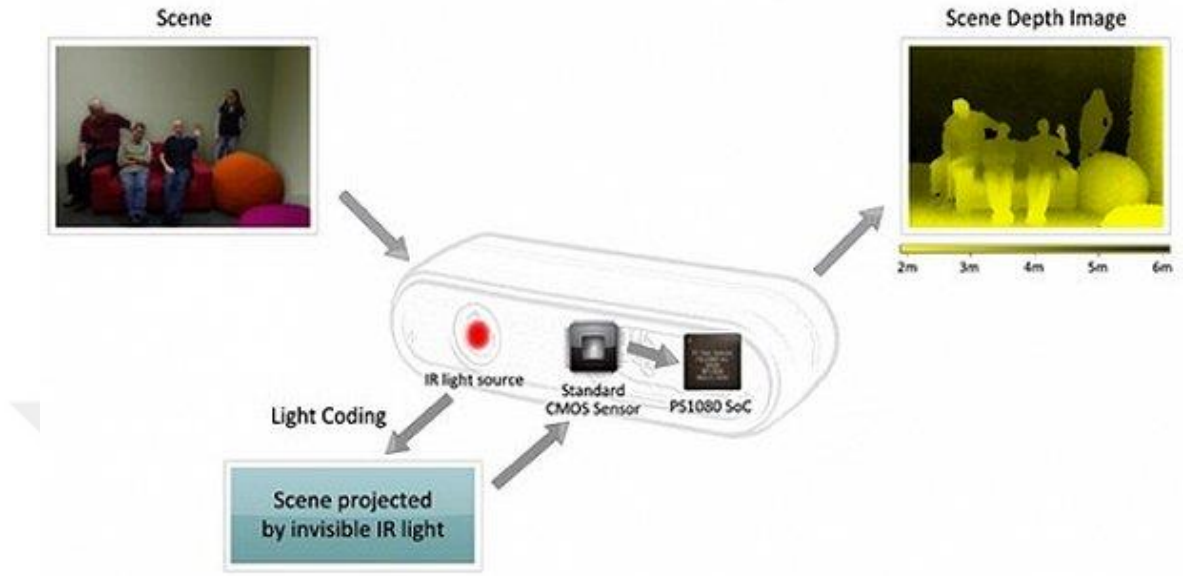 Scene
Scene Depth Image
2m 3m 4m 5m 6m
IR light source
Standard
CMOS Sensor
PS1080 SoC
Light Coding
Scene projected
by invisible IR light